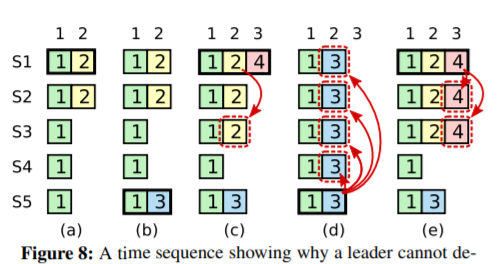 1 2 1 2 1 2 3 1 2 3 1 2 3
S1 1 2 1 2 1 2 4 1 3 1 2 4
S2 1 2 1 2 1 2 1 3 1 2 4
S3 1 1 1 2 1 3 1 2 4
S4 1 1 1 1 3 1
S5 1 1 3 1 3 1 3 1 3
(a) (b) (c) (d) (e)
Figure 8: A time sequence showing why a leader cannot de-